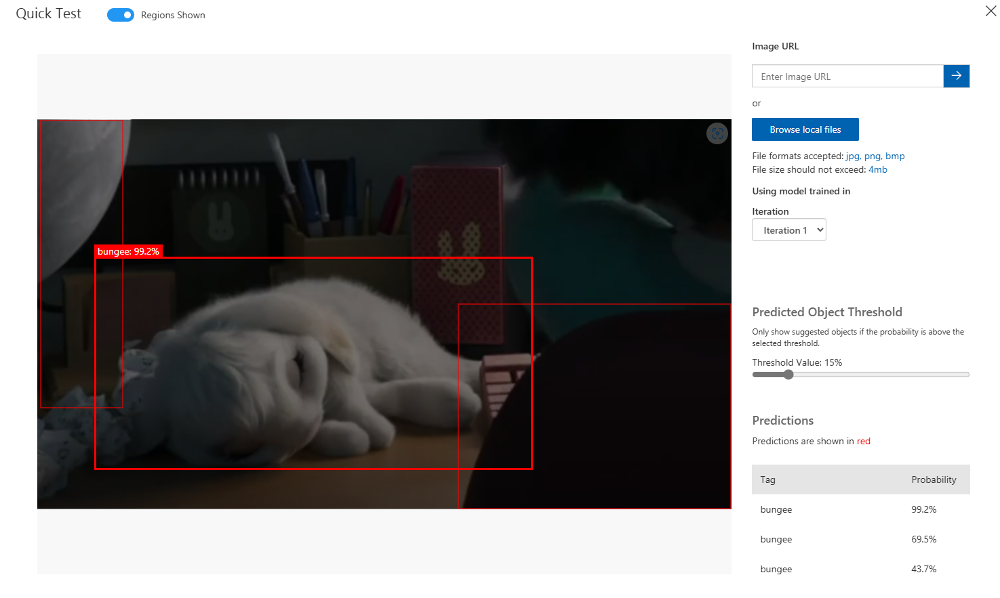 Quick Test
Regions Shown
bungee: 99.2%
Image URL
Enter Image URL
or
Browse local files
File formats accepted: jpg, png, bmp
File size should not exceed: 4mb
Using model trained in
Iteration
Iteration 1
Predicted Object Threshold
Only show suggested objects if the probability is above the
selected threshold.
Threshold Value: 15%
Predictions
Predictions are shown in red
Tag Probability
bungee 99.2%
bungee 69.5%
bungee 43.7%